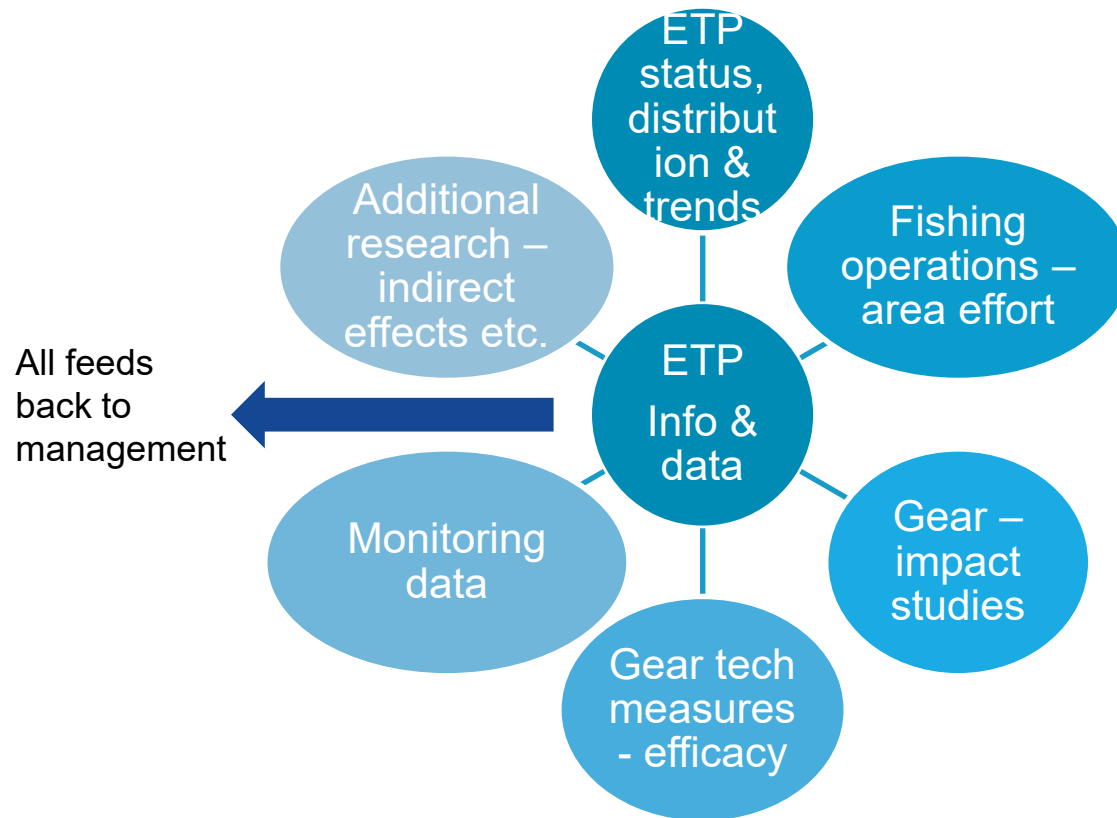 ETP
status,
distribut
ion &
trends
Fishing
operations –
area effort
Gear –
impact
studies
Gear tech
measures
- efficacy
Monitoring
data
Additional
research –
indirect
effects etc.
ETP
Info &
data
All feeds
back to
management